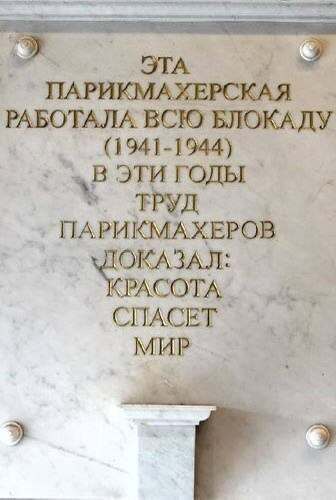 ЭТА
ПАРИКМАХЕРСКАЯ
РАБОТАЛА ВСЮ БЛОКАДУ
(1941-1944)
В ЭТИ ГОДЫ
ТРУД
ПАРИКМАХЕРОВ
ДОКАЗАЛ:
КРАСОТА
СПАСЕТ
МИР